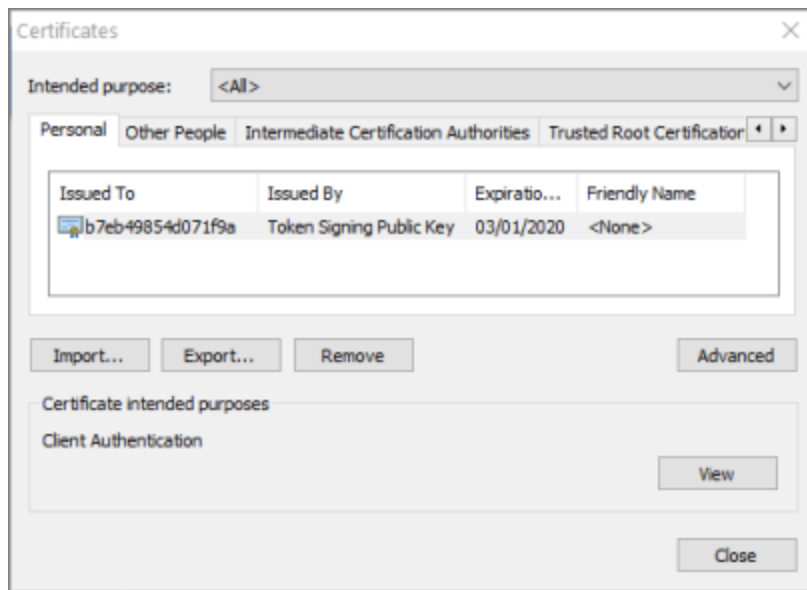 Certificates
Intended purpose: <All>
Personal Other People Intermediate Certification Authorities Trusted Root Certification
Issued To Issued By Expiratio... Friendly Name
b7eb49854d071f9a Token Signing Public Key 03/01/2020 <None>
Import... Export... Remove Advanced
Certificate intended purposes
Client Authentication
View
Close